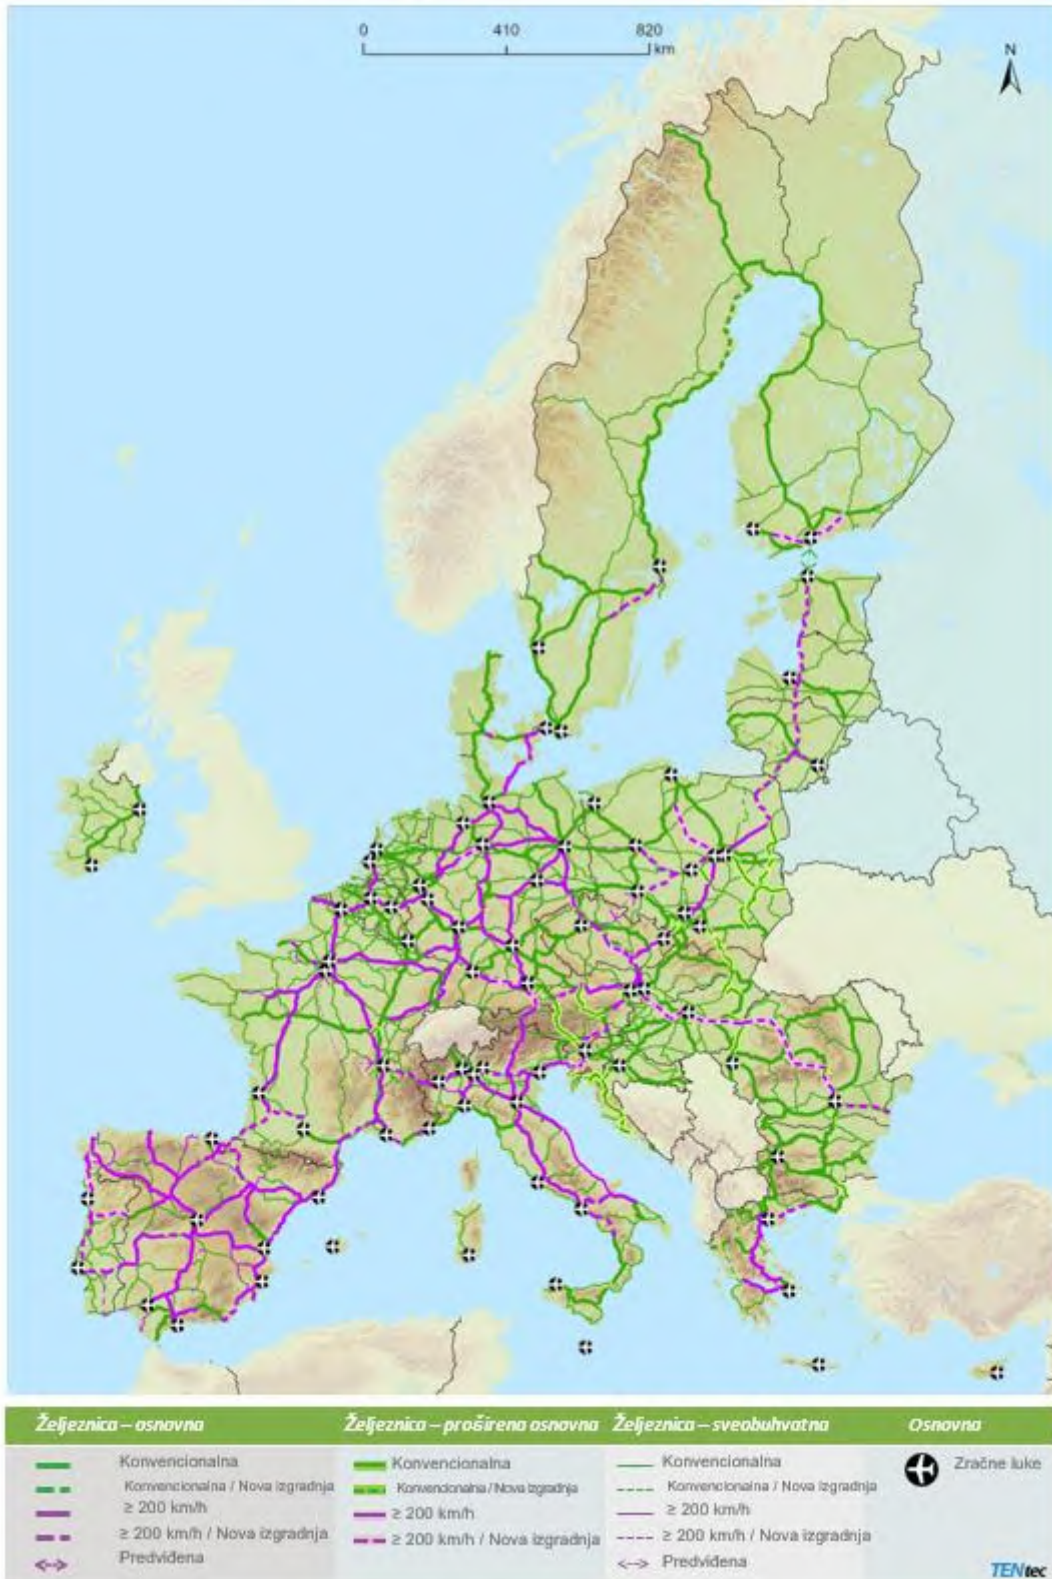 0 410 820
km
N
Željeznica – osnovna
Konvencionalna
Konvencionalna / Nova izgradnja
≥ 200 km/h
≥ 200 km/h / Nova izgradnja
Predviđena
Željeznica – proširena osnovna
Konvencionalna
Konvencionalna / Nova izgradnja
≥ 200 km/h
≥ 200 km/h / Nova izgradnja
Željeznica – sveobuhvatna
Konvencionalna
Konvencionalna / Nova izgradnja
≥ 200 km/h
≥ 200 km/h / Nova izgradnja
Predviđena
Osnovna
Zračne luke
TENtec